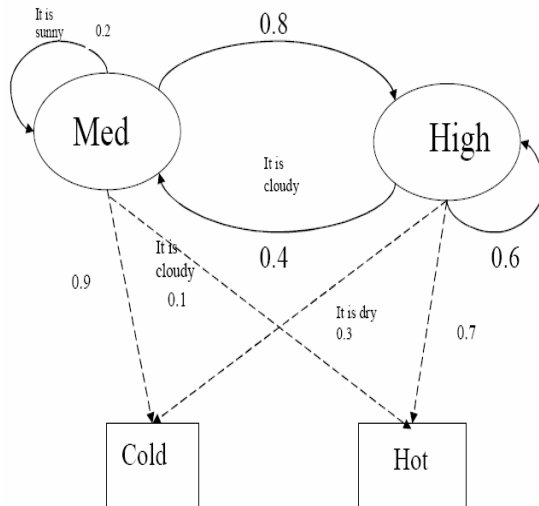 It is
sunny
0.2
0.8
Med
High
It is
cloudy
0.4
0.6
It is
cloudy
0.9
0.1
It is dry
0.3
0.7
Cold
Hot